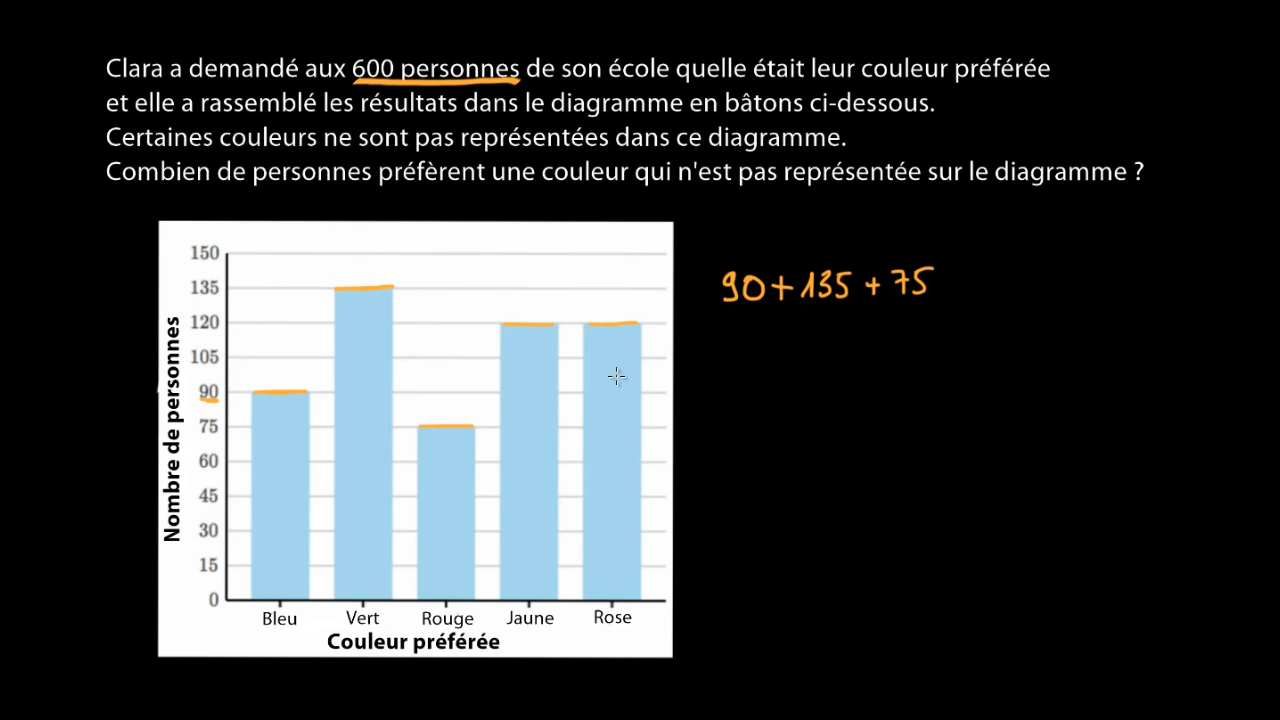 Clara a demandé aux 600 personnes de son école quelle était leur couleur préférée
et elle a rassemblé les résultats dans le diagramme en bâtons ci-dessous.
Certaines couleurs ne sont pas représentées dans ce diagramme.
Combien de personnes préfèrent une couleur qui n'est pas représentée sur le diagramme ?
90+135+75
Nombre de personnes
150
135
120
105
90
75
60
45
30
15
0
Bleu Vert Rouge Jaune Rose
Couleur préférée